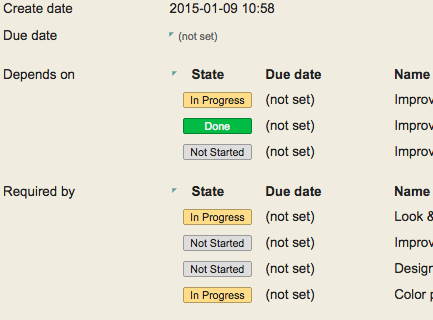 Create date 2015-01-09 10:58
Due date (not set)
Depends on State Due date Name
In Progress (not set) Improv
Done (not set) Improv
Not Started (not set) Improv
Required by State Due date Name
In Progress (not set) Look &
Not Started (not set) Improv
Not Started (not set) Design
In Progress (not set) Color p